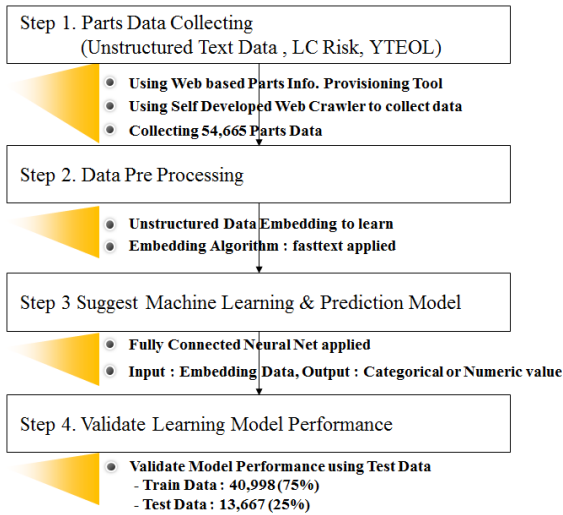 Step 1. Parts Data Collecting
(Unstructured Text Data , LC Risk, YTEOL)
Using Web based Parts Info. Provisioning Tool
Using Self Developed Web Crawler to collect data
Collecting 54,665 Parts Data
Step 2. Data Pre Processing
Unstructured Data Embedding to learn
Embedding Algorithm : fasttext applied
Step 3 Suggest Machine Learning & Prediction Model
Fully Connected Neural Net applied
Input : Embedding Data, Output : Categorical or Numeric value
Step 4. Validate Learning Model Performance
Validate Model Performance using Test Data
- Train Data : 40,998 (75%)
- Test Data : 13,667 (25%)